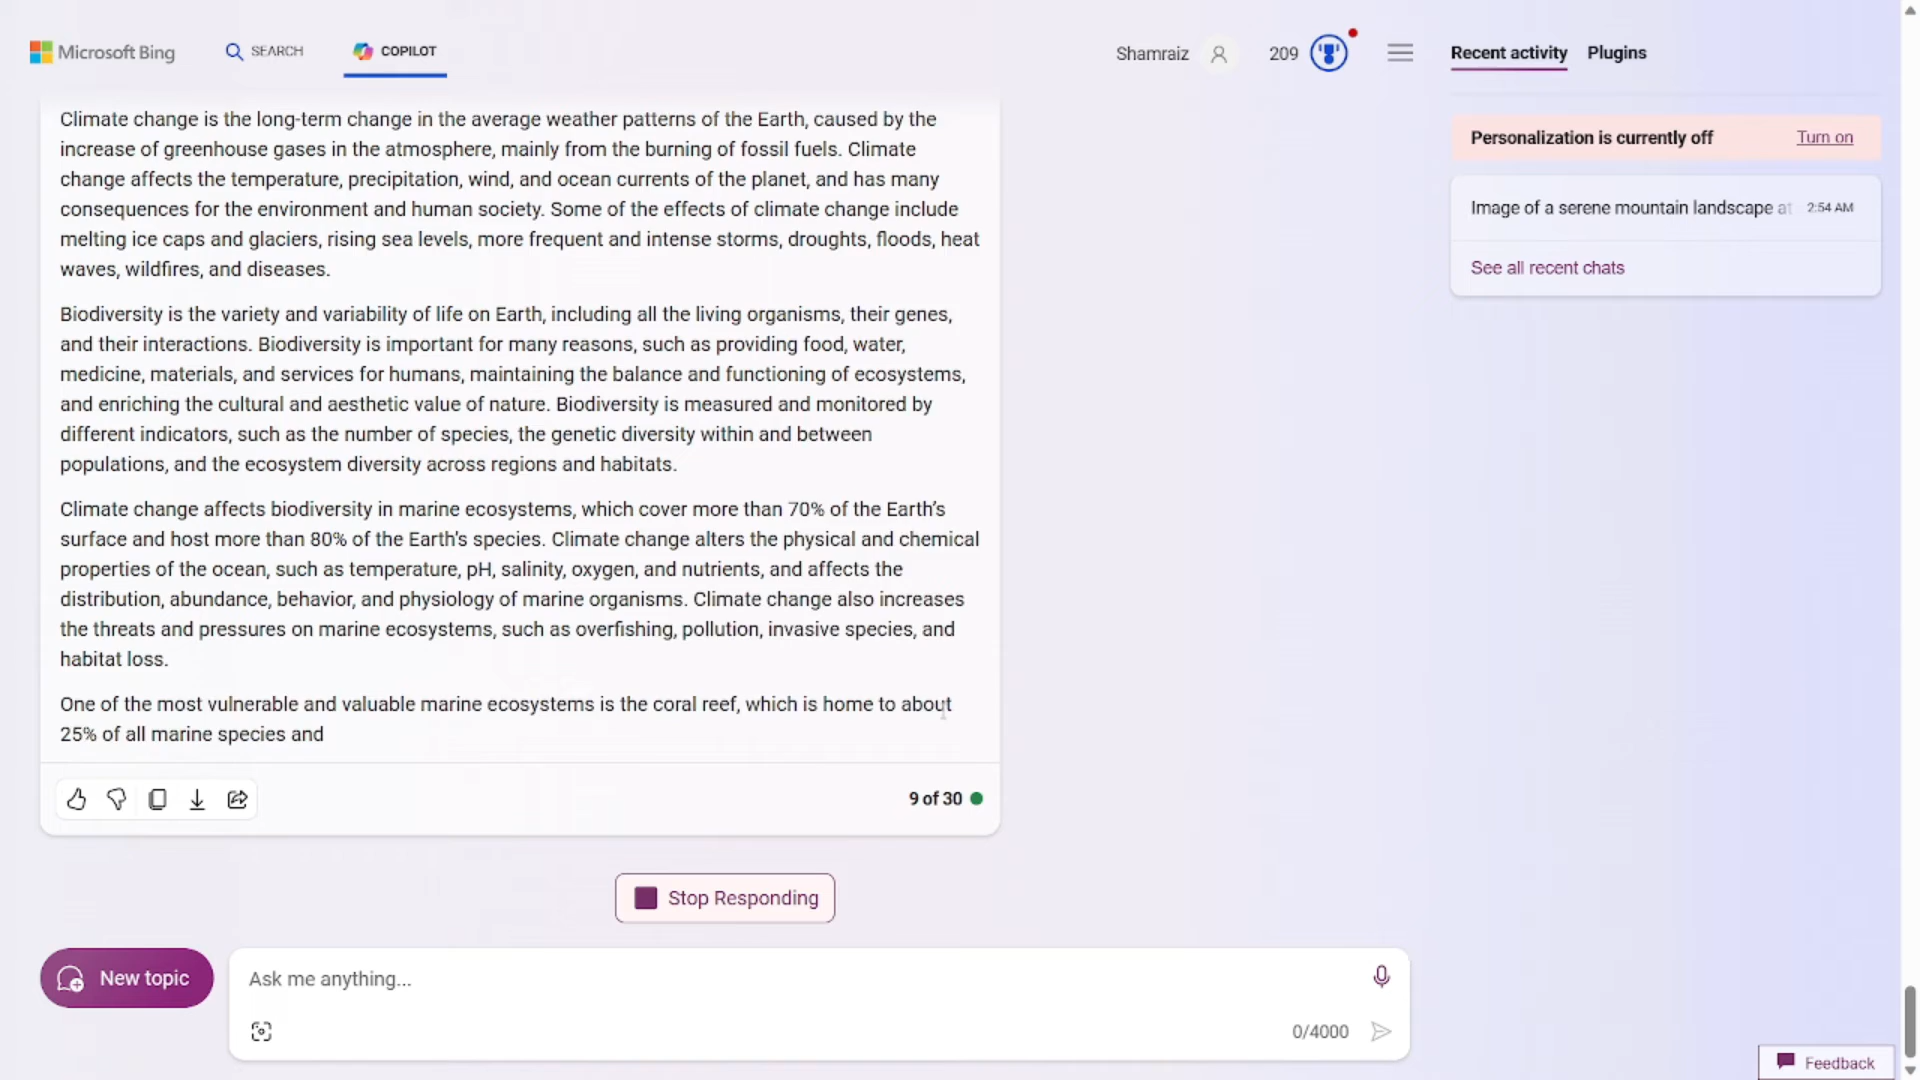 Microsoft Bing
SEARCH
COPILOT
Shamraiz
209
Recent activity
Plugins
Climate change is the long-term change in the average weather patterns of the Earth, caused by the
increase of greenhouse gases in the atmosphere, mainly from the burning of fossil fuels. Climate
change affects the temperature, precipitation, wind, and ocean currents of the planet, and has many
consequences for the environment and human society. Some of the effects of climate change include
melting ice caps and glaciers, rising sea levels, more frequent and intense storms, droughts, floods, heat
waves, wildfires, and diseases.
Biodiversity is the variety and variability of life on Earth, including all the living organisms, their genes,
and their interactions. Biodiversity is important for many reasons, such as providing food, water,
medicine, materials, and services for humans, maintaining the balance and functioning of ecosystems,
and enriching the cultural and aesthetic value of nature. Biodiversity is measured and monitored by
different indicators, such as the number of species, the genetic diversity within and between
populations, and the ecosystem diversity across regions and habitats.
Climate change affects biodiversity in marine ecosystems, which cover more than 70% of the Earth's
surface and host more than 80% of the Earth's species. Climate change alters the physical and chemical
properties of the ocean, such as temperature, pH, salinity, oxygen, and nutrients, and affects the
distribution, abundance, behavior, and physiology of marine organisms. Climate change also increases
the threats and pressures on marine ecosystems, such as overfishing, pollution, invasive species, and
habitat loss.
One of the most vulnerable and valuable marine ecosystems is the coral reef, which is home to about
25% of all marine species and
9 of 30
Stop Responding
New topic
Ask me anything...
0/4000
Personalization is currently off
Turn on
Image of a serene mountain landscape at
2:54 AM
See all recent chats
Feedback